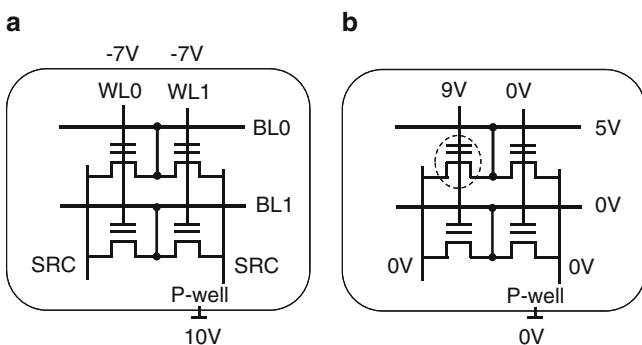 a
-7V -7V
WL0 WL1
BL0
BL1
SRC SRC
P-well
10V
b
9V 0V
5V
0V
0V 0V
P-well
0V